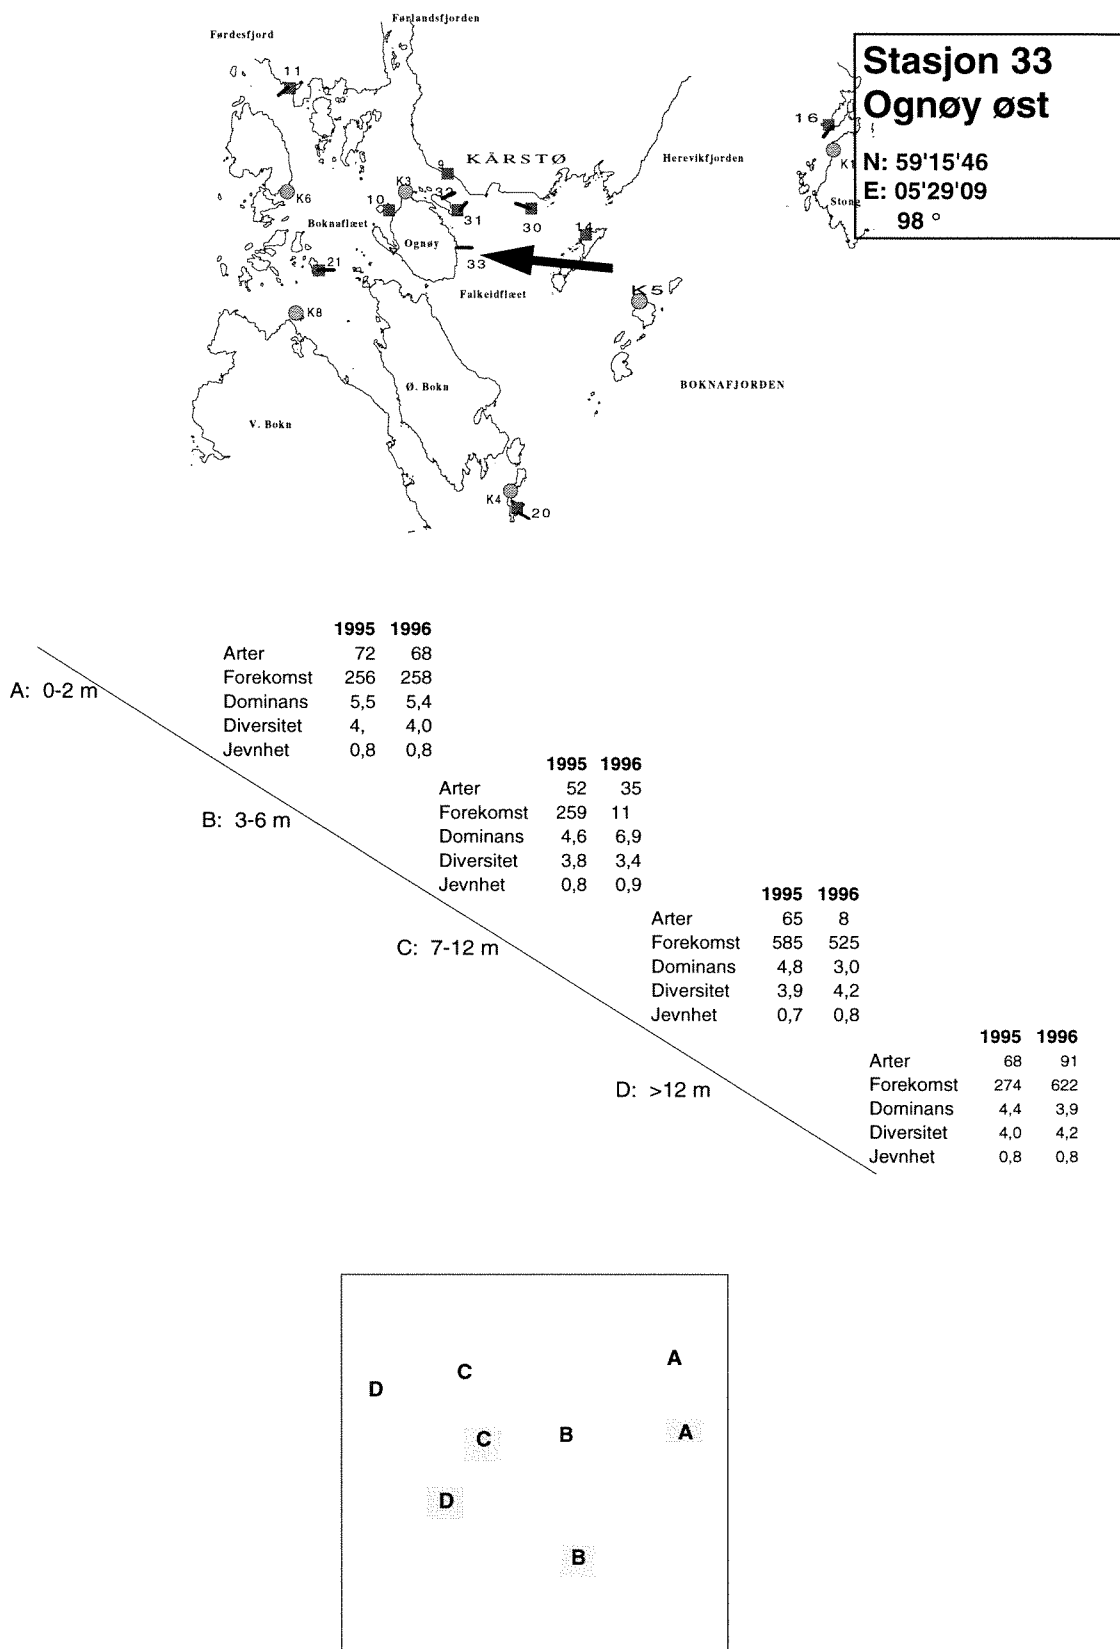 Førlandsfjorden
Førdesfjord
Stasjon 33
Ognøy øst
11
16
KÅRSTØ
Herevikfjorden
N: 59'15'46
E: 05'29'09
98 °
9
K3
32
K6
10
31
30
14
Boknaflæet
Ognøy
33
21
Falkeidflæet
K5
K8
Ø. Bokn
BOKNAFJORDEN
V. Bokn
K4
20
1995 1996
Arter 72 68
Forekomst 256 258
Dominans 5,5 5,4
Diversitet 4, 4,0
Jevnhet 0,8 0,8
A: 0-2 m
1995 1996
Arter 52 35
Forekomst 259 11
Dominans 4,6 6,9
Diversitet 3,8 3,4
Jevnhet 0,8 0,9
B: 3-6 m
1995 1996
Arter 65 8
Forekomst 585 525
Dominans 4,8 3,0
Diversitet 3,9 4,2
Jevnhet 0,7 0,8
C: 7-12 m
1995 1996
Arter 68 91
Forekomst 274 622
Dominans 4,4 3,9
Diversitet 4,0 4,2
Jevnhet 0,8 0,8
D: >12 m
A
C
D
A
B
C
D
B